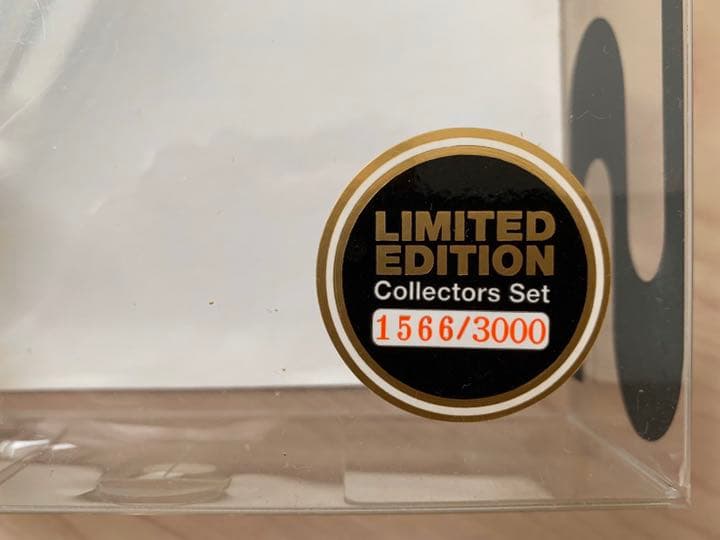 LIMITED
EDITION
Collectors Set
1566/3000